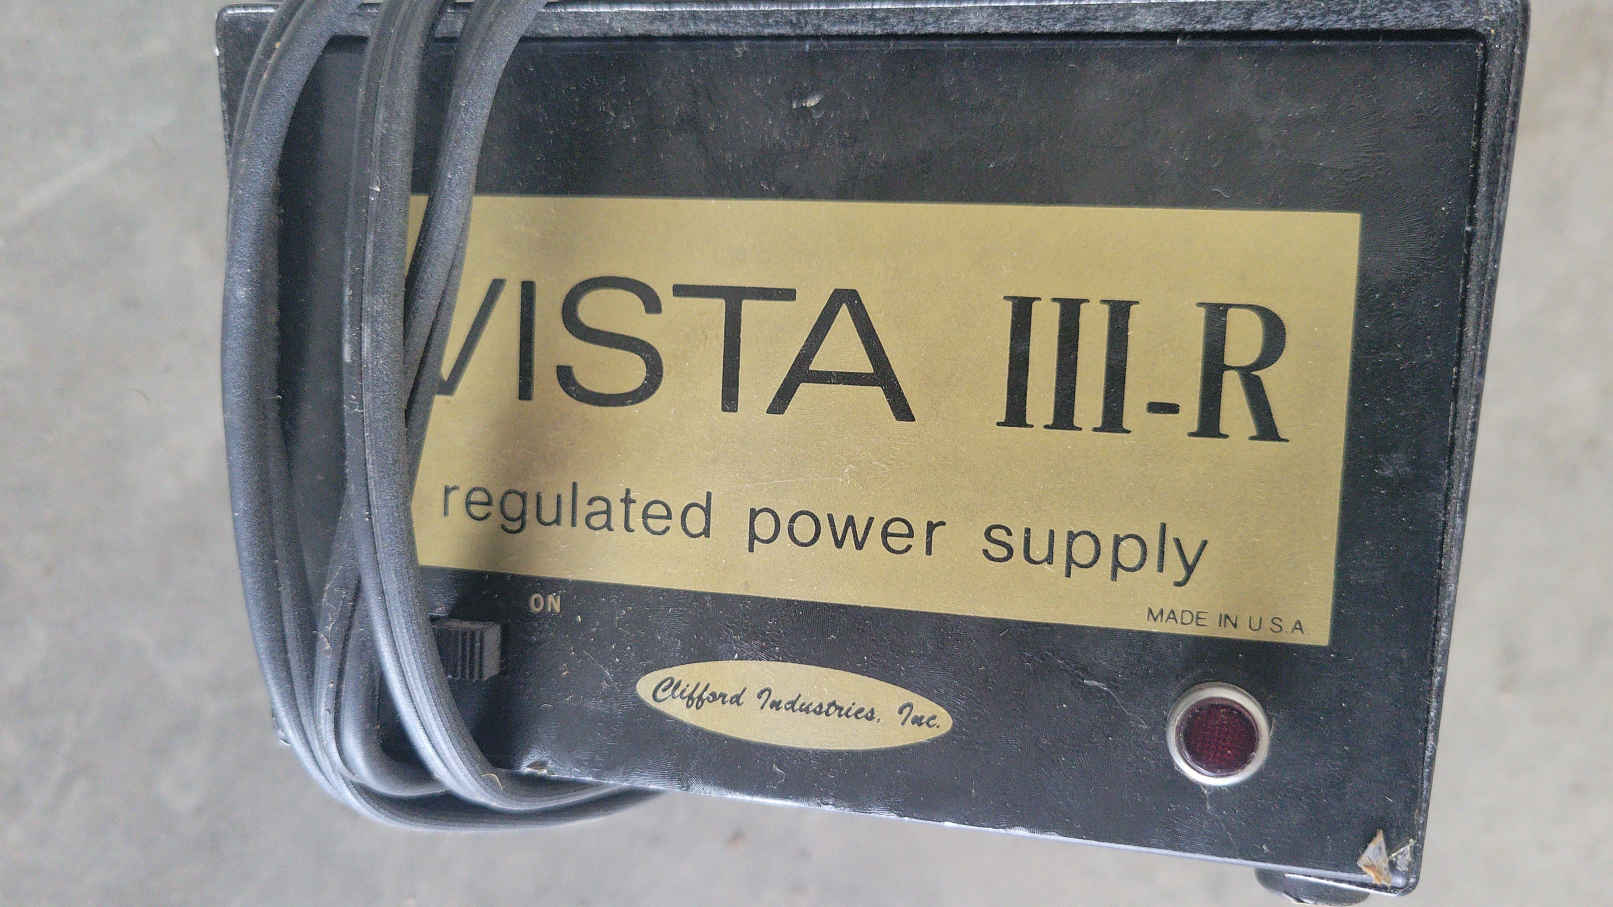 VISTA III-R
regulated power supply
MADE IN U.S.A
ON
Clifford Industries, Inc.